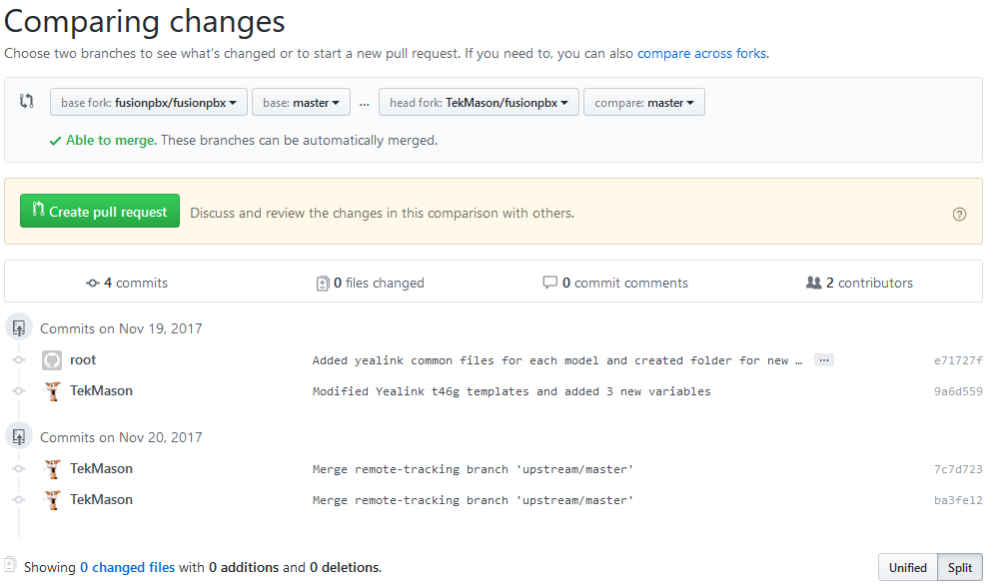 Comparing changes
Choose two branches to see what's changed or to start a new pull request. If you need to, you can also compare across forks.
base fork: fusionpbx/fusionpbx base: master ... head fork: TekMason/fusionpbx compare: master
Able to merge. These branches can be automatically merged.
Create pull request Discuss and review the changes in this comparison with others.
4 commits 0 files changed 0 commit comments 2 contributors
Commits on Nov 19, 2017
root Added yealink common files for each model and created folder for new … … e71727f
TekMason Modified Yealink t46g templates and added 3 new variables 9a6d559
Commits on Nov 20, 2017
TekMason Merge remote-tracking branch 'upstream/master' 7c7d723
TekMason Merge remote-tracking branch 'upstream/master' ba3fe12
Showing 0 changed files with 0 additions and 0 deletions. Unified Split